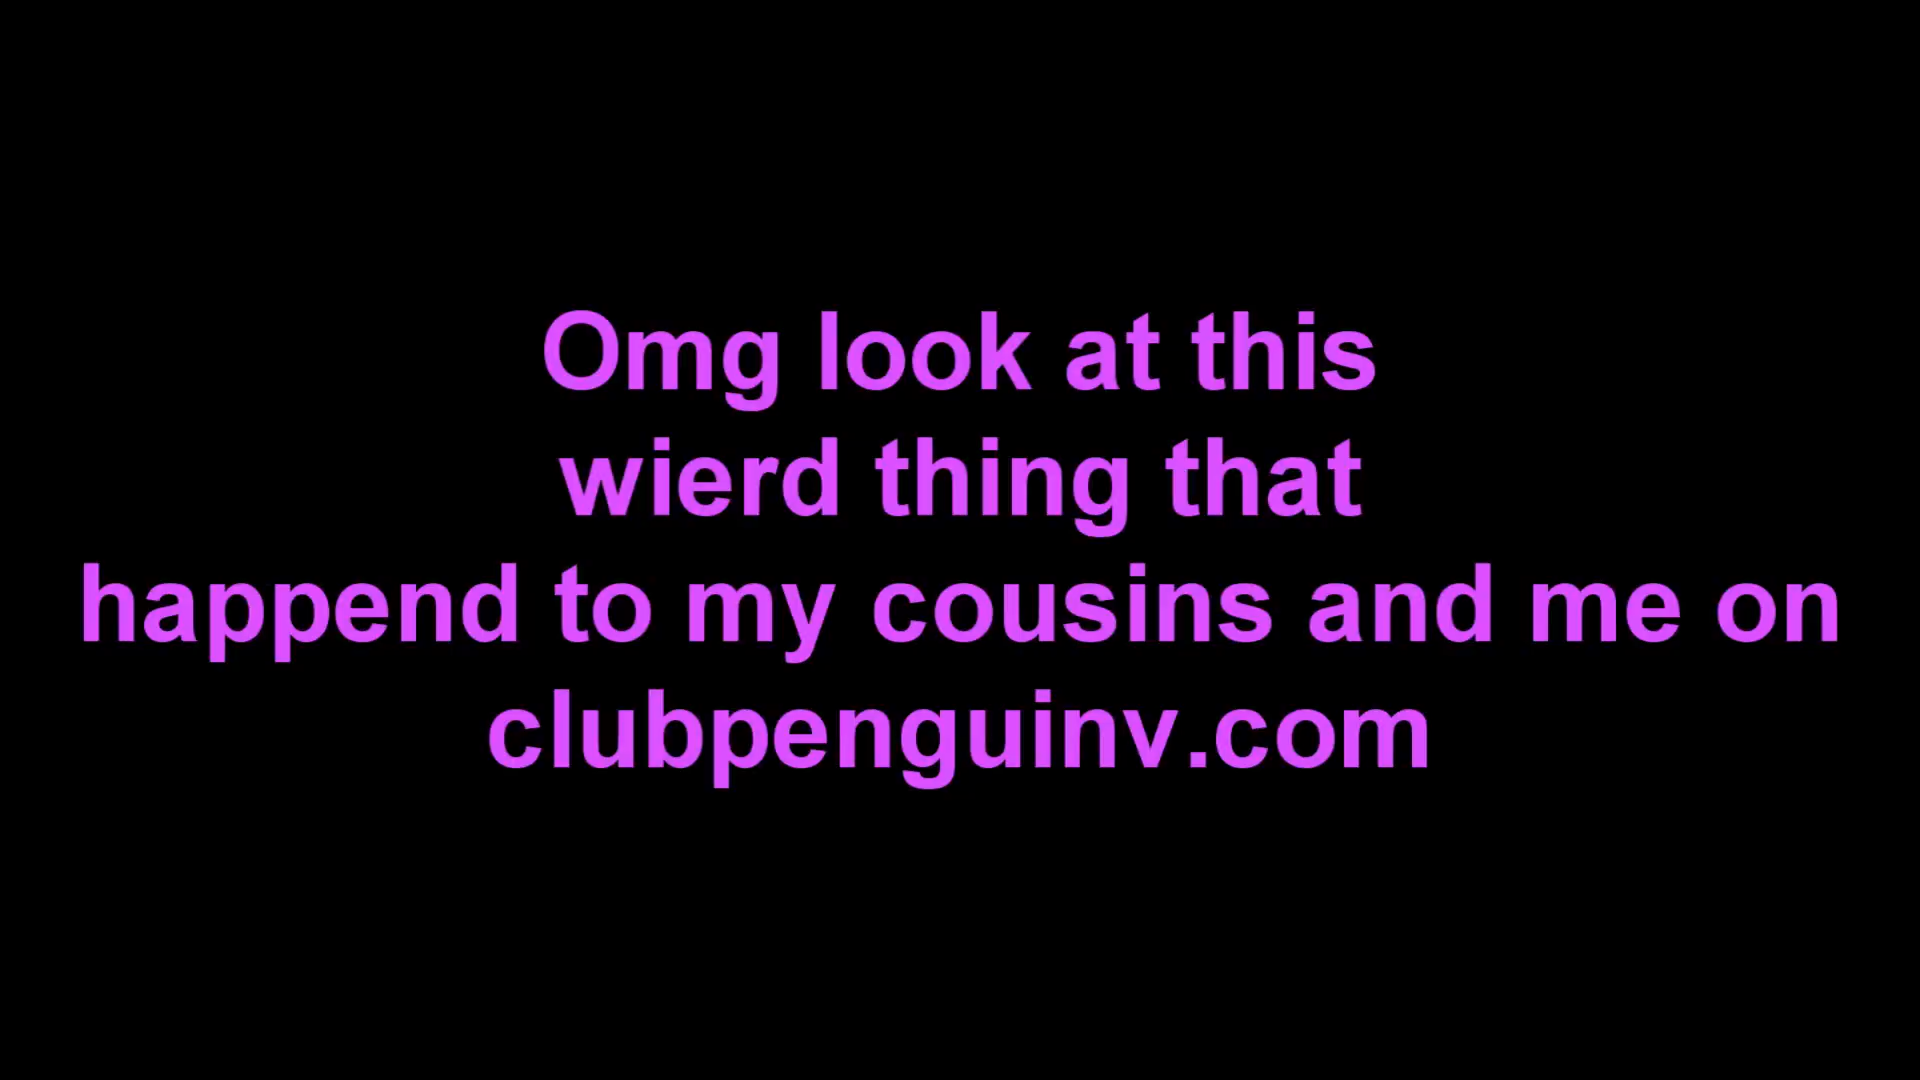 Omg look at this
wierd thing that
happend to my cousins and me on
clubpenguinv.com